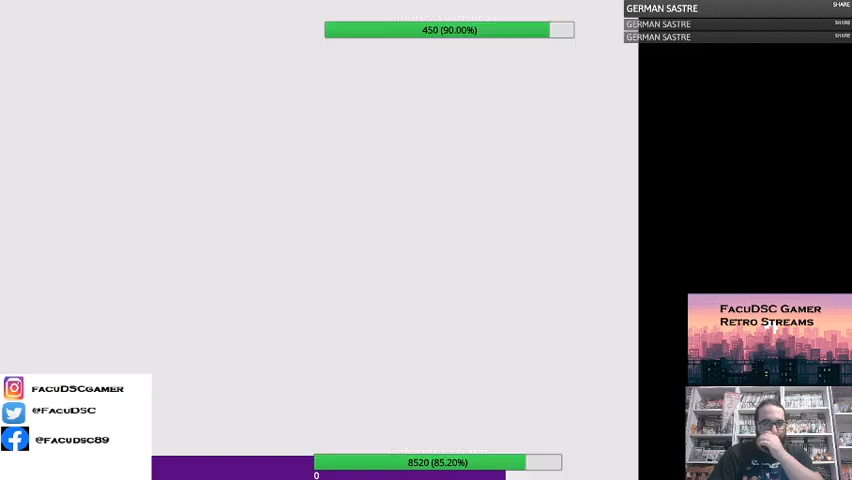 450 (90.00%)
GERMAN SASTRE SHARE
GERMAN SASTRE SHARE
GERMAN SASTRE SHARE
FACUDSC GAMER
RETRO STREAMS
FACUDSCGAMER
@FACUDSC
@FACUDSC89
8520 (85.20%)
0